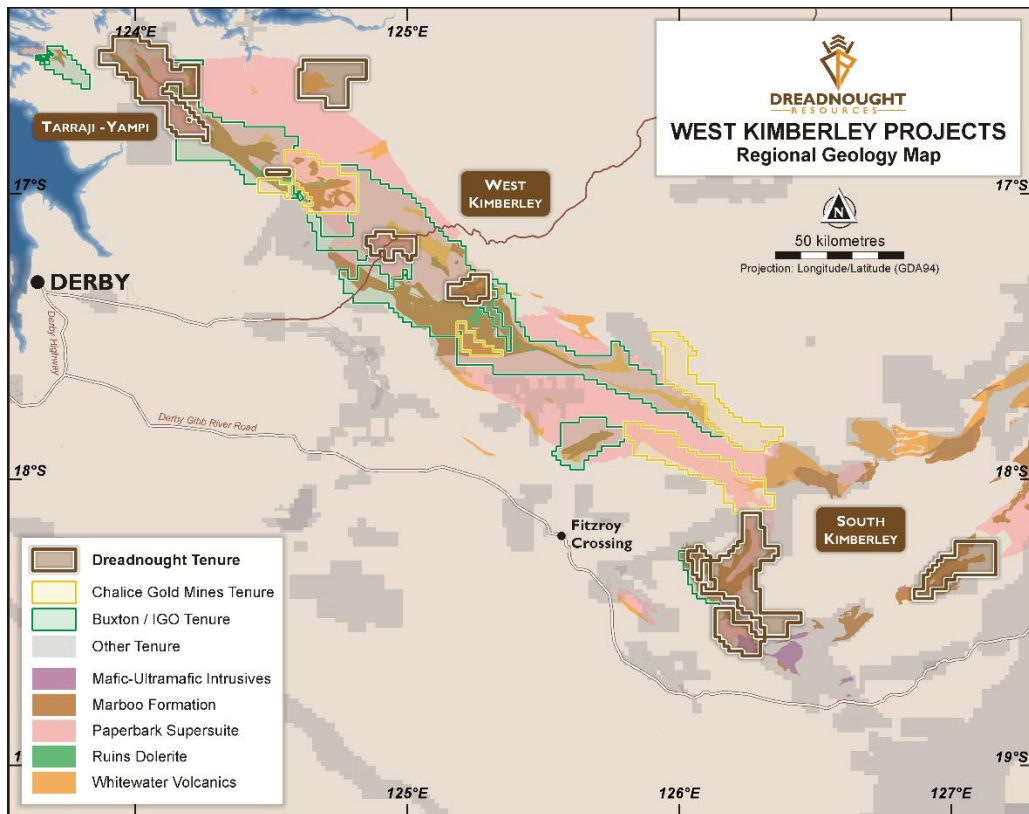 124°E
125°E
DREADNOUGHT
RESOURCES
WEST KIMBERLEY PROJECTS
Regional Geology Map
TARRAJI -YAMPI
17°S
WEST
KIMBERLEY
17°S
N
50 kilometres
Projection: Longitude/Latitude (GDA94)
DERBY
Derby Highway
Derby Gibb River Road
18°S
18°S
Fitzroy
Crossing
SOUTH
KIMBERLEY
Dreadnought Tenure
Chalice Gold Mines Tenure
Buxton / IGO Tenure
Other Tenure
Mafic-Ultramafic Intrusives
Marboo Formation
Paperbark Supersuite
Ruins Dolerite
Whitewater Volcanics
19°S
125°E
126°E
127°E